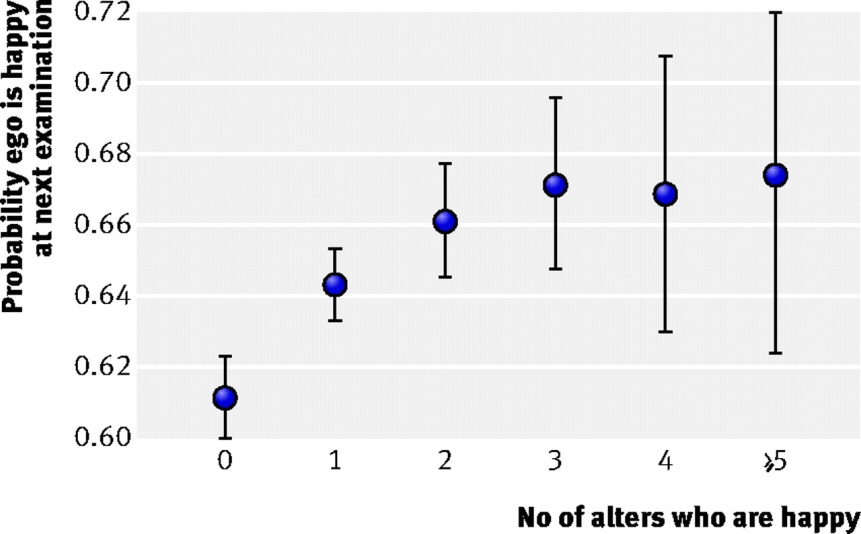 Probability ego is happy
at next examination
0.72
0.70
0.68
0.66
0.64
0.62
0.60
0 1 2 3 4 ⩾5
No of alters who are happy